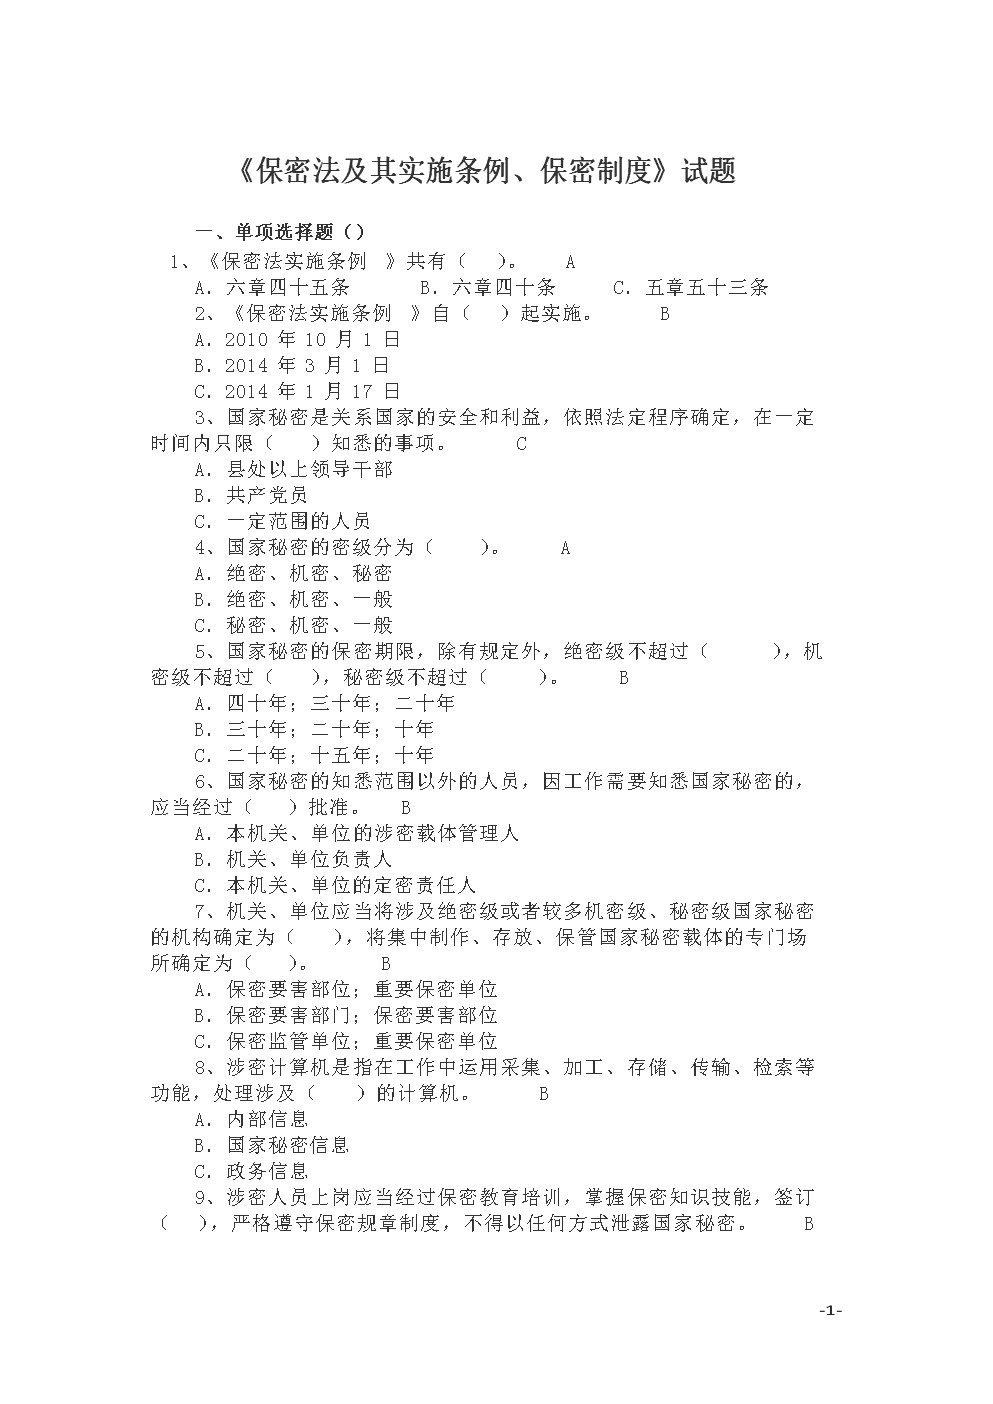 《保密法及其实施条例、保密制度》试题
一、单项选择题（）
1、《保密法实施条例 》共有（ ）。 A
A．六章四十五条 B．六章四十条 C．五章五十三条
2、《保密法实施条例 》自（ ）起实施。 B
A．2010 年 10 月 1 日
B．2014 年 3 月 1 日
C．2014 年 1 月 17 日
3、国家秘密是关系国家的安全和利益，依照法定程序确定，在一定
时间内只限（ ）知悉的事项。 C
A．县处以上领导干部
B．共产党员
C．一定范围的人员
4、国家秘密的密级分为（ ）。 A
A．绝密、机密、秘密
B．绝密、机密、一般
C．秘密、机密、一般
5、国家秘密的保密期限，除有规定外，绝密级不超过（ ），机
密级不超过（ ），秘密级不超过（ ）。 B
A．四十年；三十年；二十年
B．三十年；二十年；十年
C．二十年；十五年；十年
6、国家秘密的知悉范围以外的人员，因工作需要知悉国家秘密的，
应当经过（ ）批准。 B
A．本机关、单位的涉密载体管理人
B．机关、单位负责人
C．本机关、单位的定密责任人
7、机关、单位应当将涉及绝密级或者较多机密级、秘密级国家秘密
的机构确定为（ ），将集中制作、存放、保管国家秘密载体的专门场
所确定为（ ）。 B
A．保密要害部位；重要保密单位
B．保密要害部门；保密要害部位
C．保密监管单位；重要保密单位
8、涉密计算机是指在工作中运用采集、加工、存储、传输、检索等
功能，处理涉及（ ）的计算机。 B
A．内部信息
B．国家秘密信息
C．政务信息
9、涉密人员上岗应当经过保密教育培训，掌握保密知识技能，签订
（ ），严格遵守保密规章制度，不得以任何方式泄露国家秘密。 B
-1-